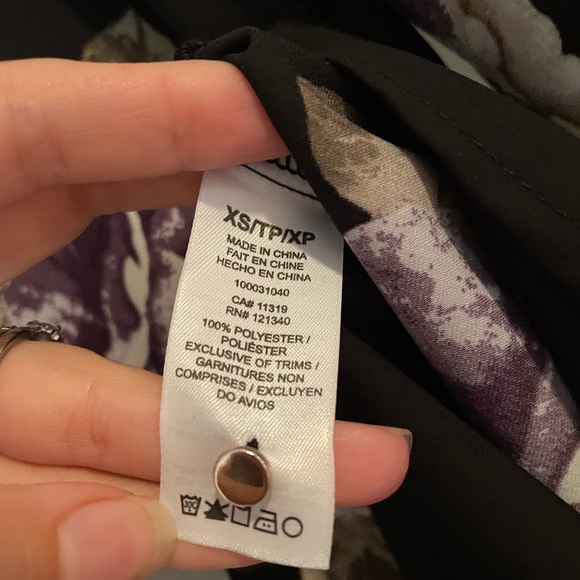 XS/TP/XP
MADE IN CHINA
FAIT EN CHINE
HECHO EN CHINA
100031040
CA# 11319
RN# 121340
100% POLYESTER /
POLIÉSTER
EXCLUSIVE OF TRIMS /
GARNITURES NON
COMPRISES / EXCLUYEN
DO AVIOS